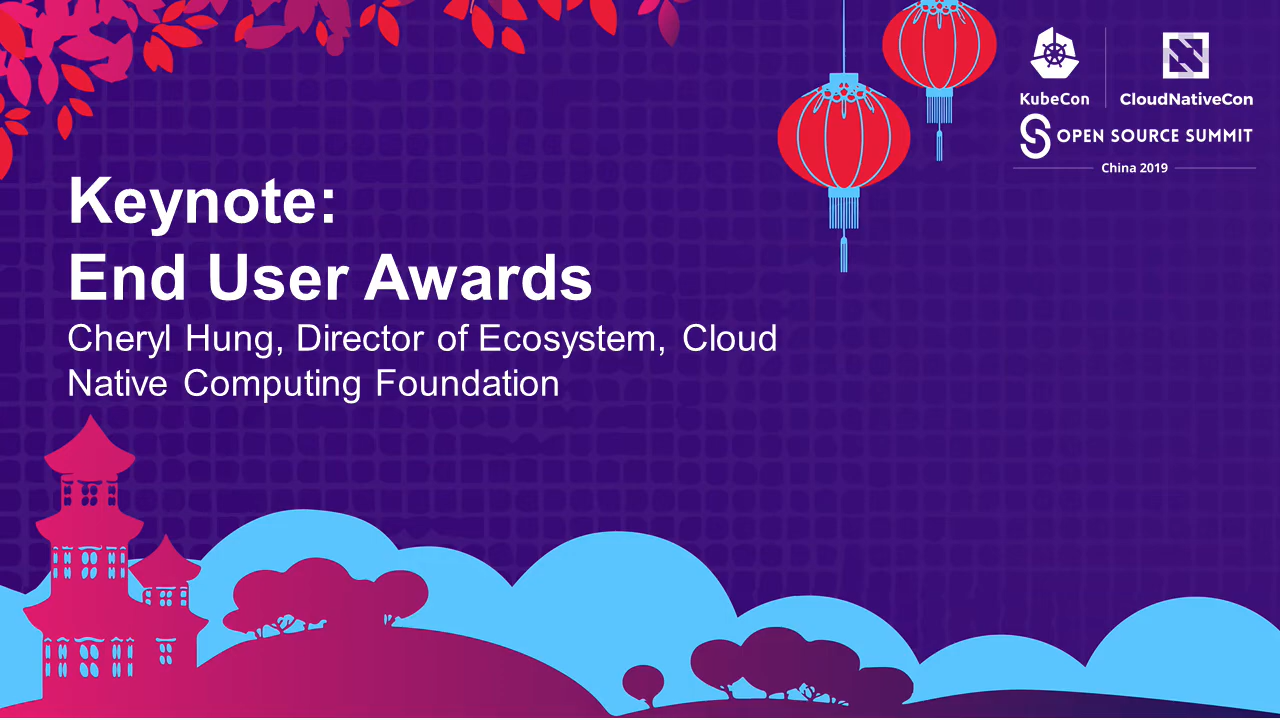 KubeCon
CloudNativeCon
OPEN SOURCE SUMMIT
China 2019
Keynote:
End User Awards
Cheryl Hung, Director of Ecosystem, Cloud
Native Computing Foundation